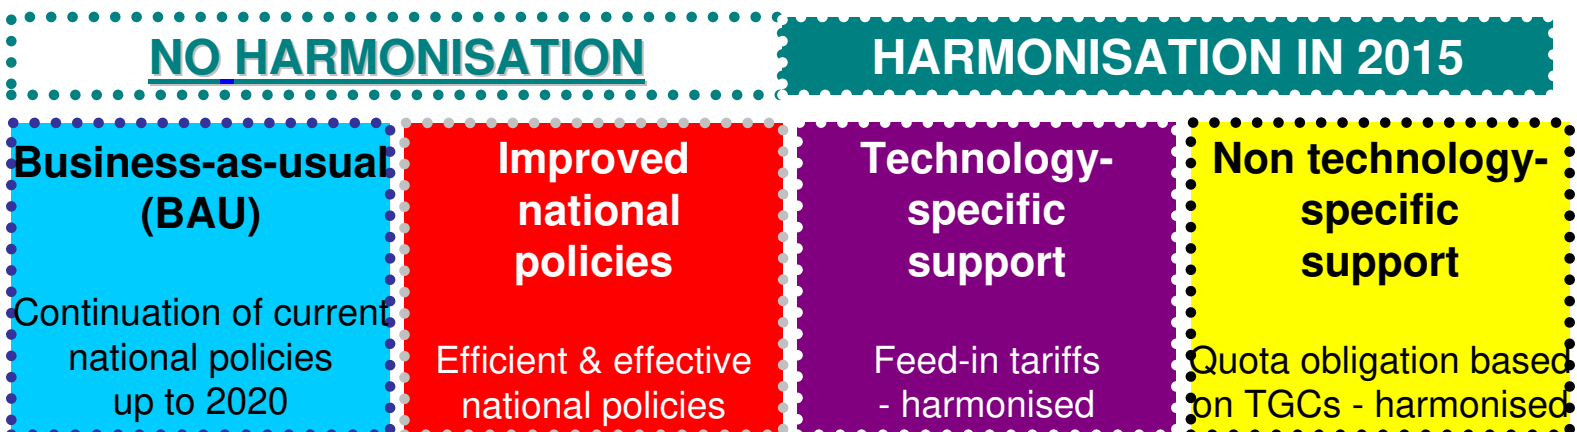 NO HARMONISATION
HARMONISATION IN 2015
Business-as-usual
(BAU)
Continuation of current
national policies
up to 2020
Improved
national
policies
Efficient & effective
national policies
Technology-
specific
support
Feed-in tariffs
- harmonised
Non technology-
specific
support
Quota obligation based
on TGCs - harmonised